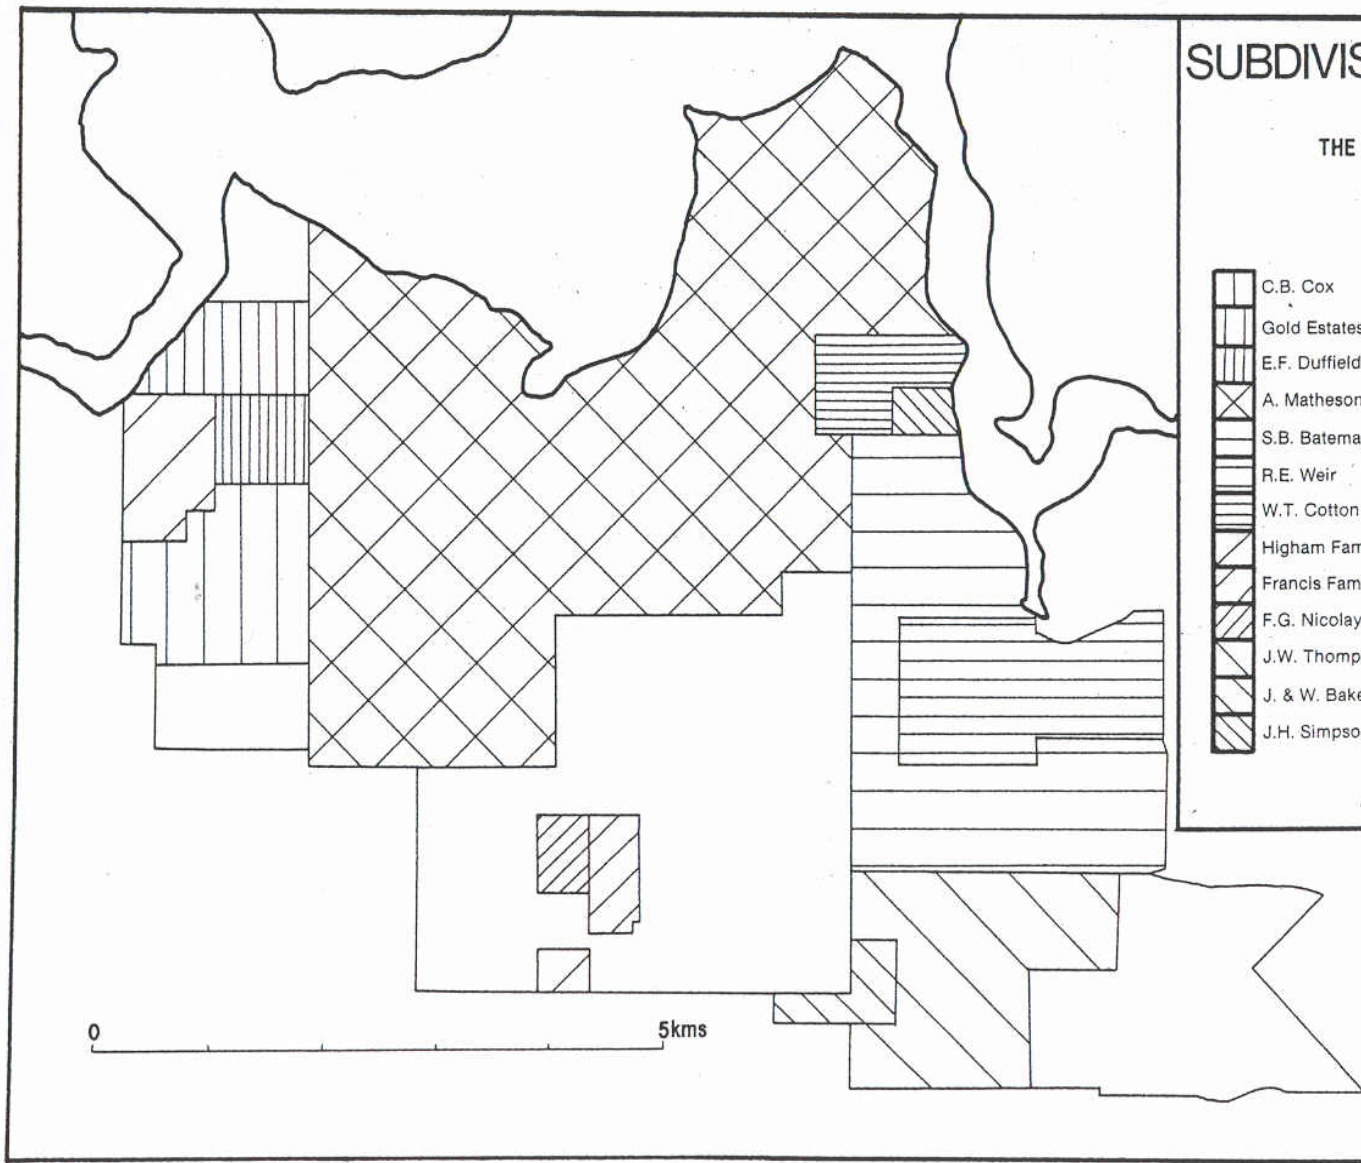 SUBDIVIS
THE
C.B. Cox
Gold Estates
E.F. Duffield
A. Matheson
S.B. Batema
R.E. Weir
W.T. Cotton
Higham Fam
Francis Fam
F.G. Nicolay
J.W. Thomp
J. & W. Bake
J.H. Simpso
0 5kms